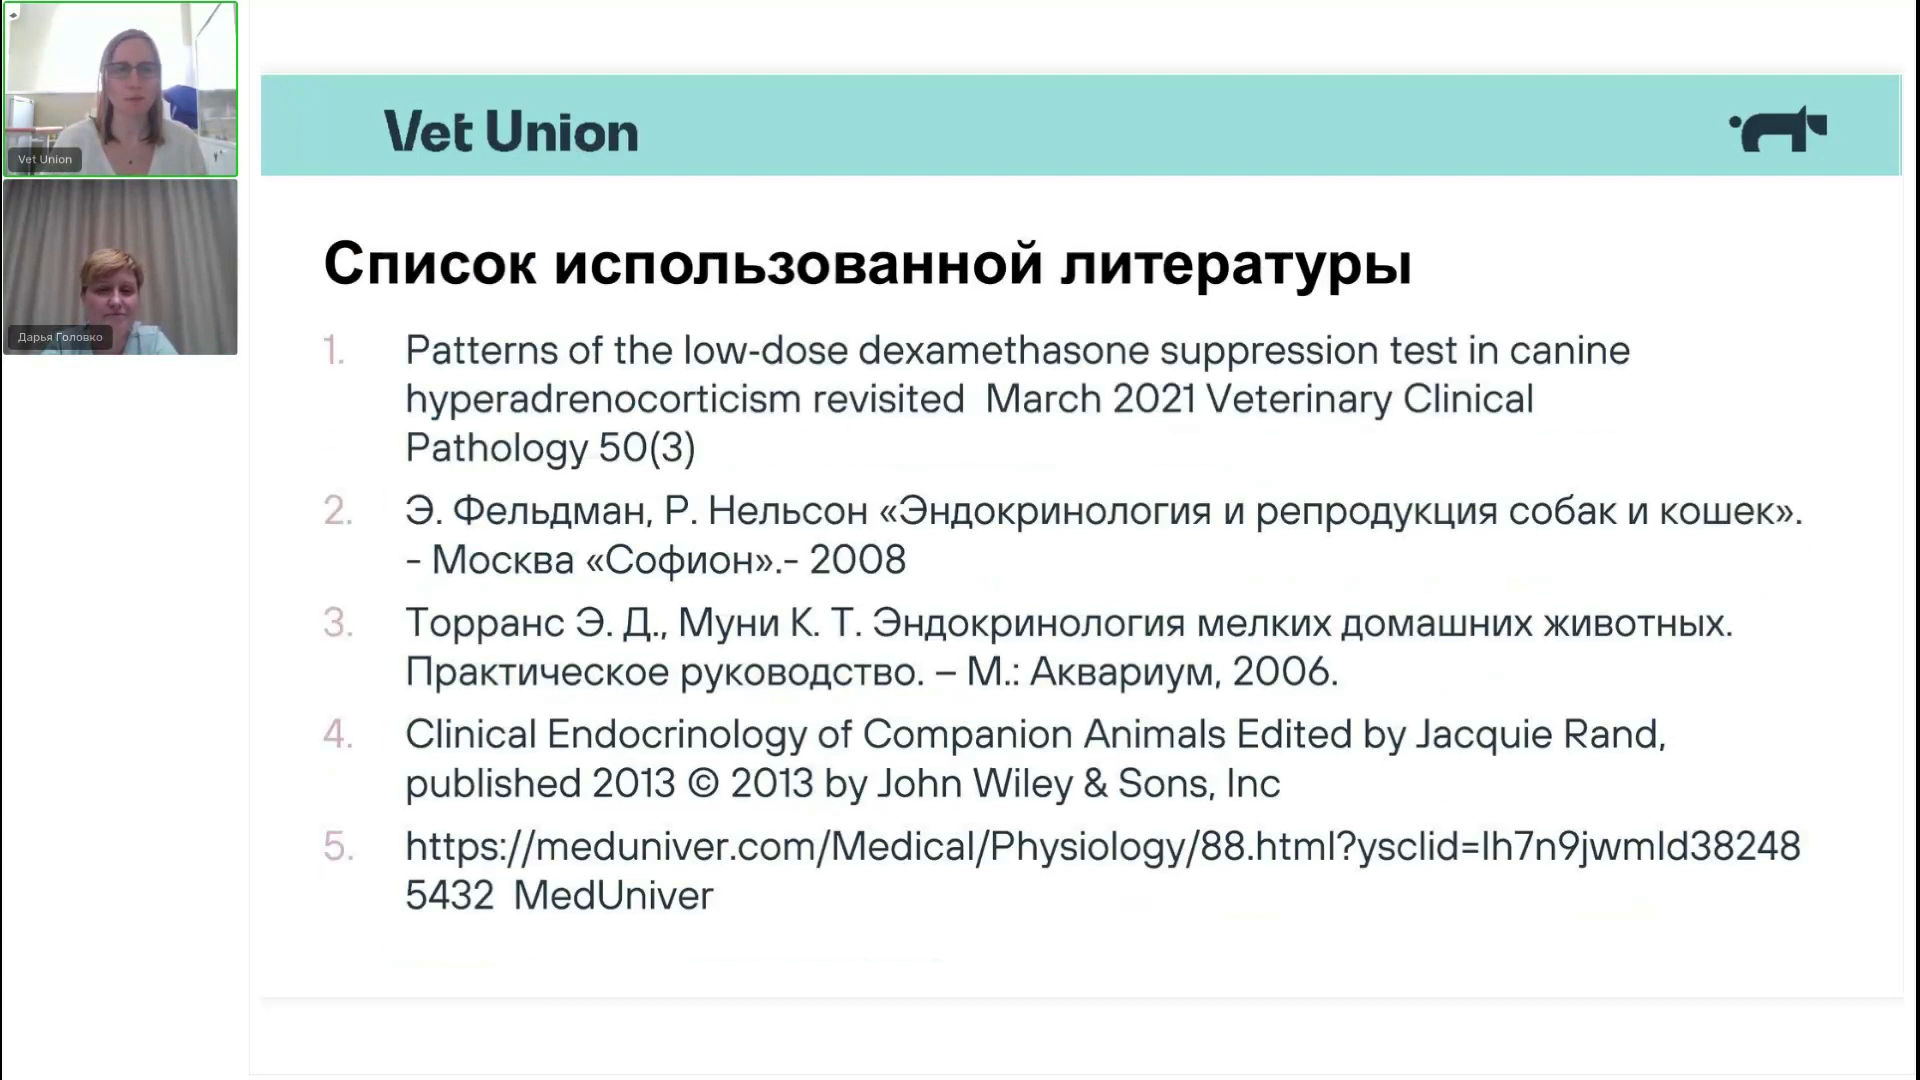 Vet Union
Дарья Головко
Vet Union
Список использованной литературы
1. Patterns of the low-dose dexamethasone suppression test in canine
hyperadrenocorticism revisited March 2021 Veterinary Clinical
Pathology 50(3)
2. Э. Фельдман, Р. Нельсон «Эндокринология и репродукция собак и кошек».
- Москва «Софион».- 2008
3. Торранс Э. Д., Муни К. Т. Эндокринология мелких домашних животных.
Практическое руководство. – М.: Аквариум, 2006.
4. Clinical Endocrinology of Companion Animals Edited by Jacquie Rand,
published 2013 © 2013 by John Wiley & Sons, Inc
5. https://meduniver.com/Medical/Physiology/88.html?ysclid=lh7n9jwmld38248
5432 MedUniver